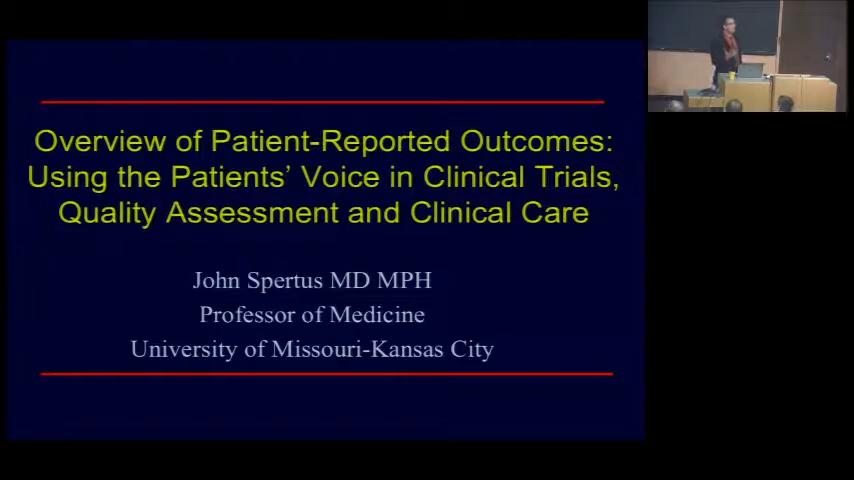 Overview of Patient-Reported Outcomes:
Using the Patients’ Voice in Clinical Trials,
Quality Assessment and Clinical Care
John Spertus MD MPH
Professor of Medicine
University of Missouri-Kansas City